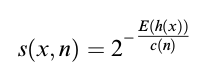 s(x,n) = 2^{-\frac{E(h(x))}{c(n)}}